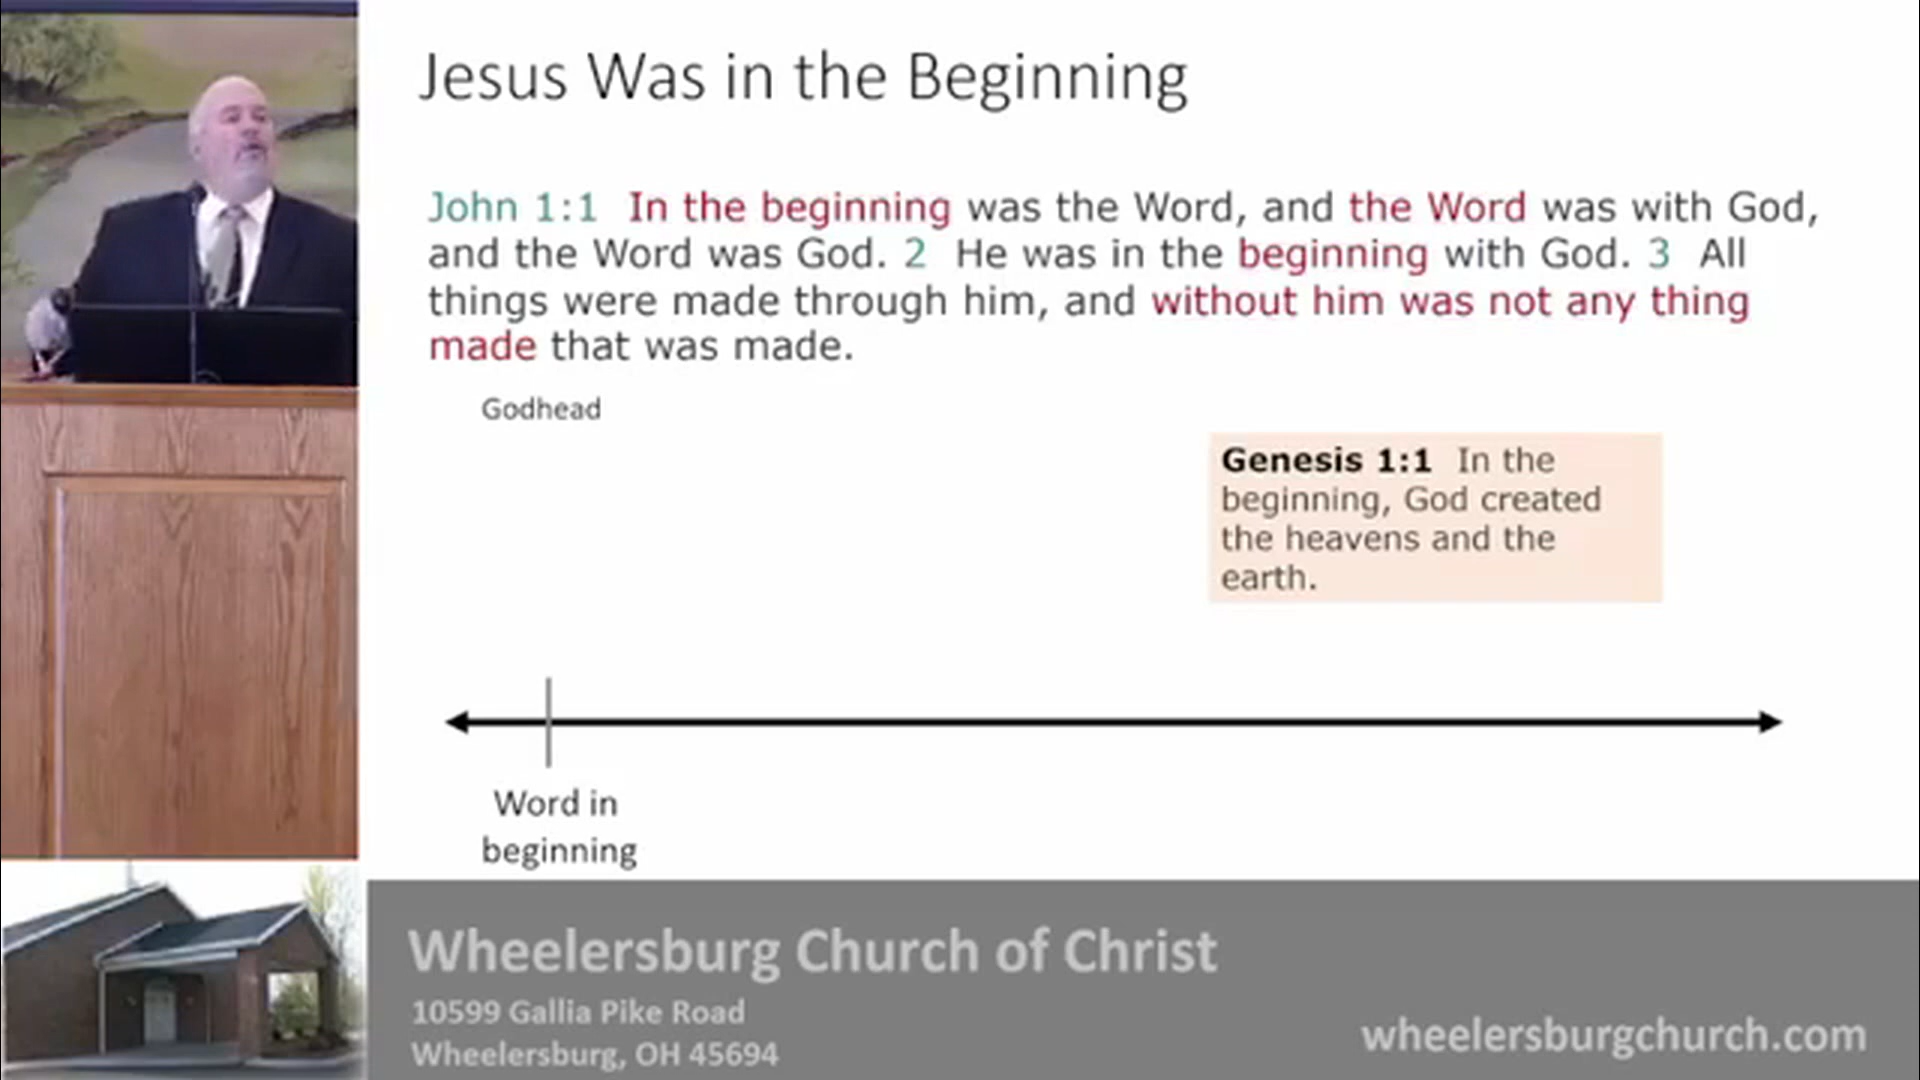 Jesus Was in the Beginning
John 1:1 In the beginning was the Word, and the Word was with God,
and the Word was God. 2 He was in the beginning with God. 3 All
things were made through him, and without him was not any thing
made that was made.
Godhead
Genesis 1:1 In the
beginning, God created
the heavens and the
earth.
Word in
beginning
Wheelersburg Church of Christ
10599 Gallia Pike Road
Wheelersburg, OH 45694
wheelersburgchurch.com